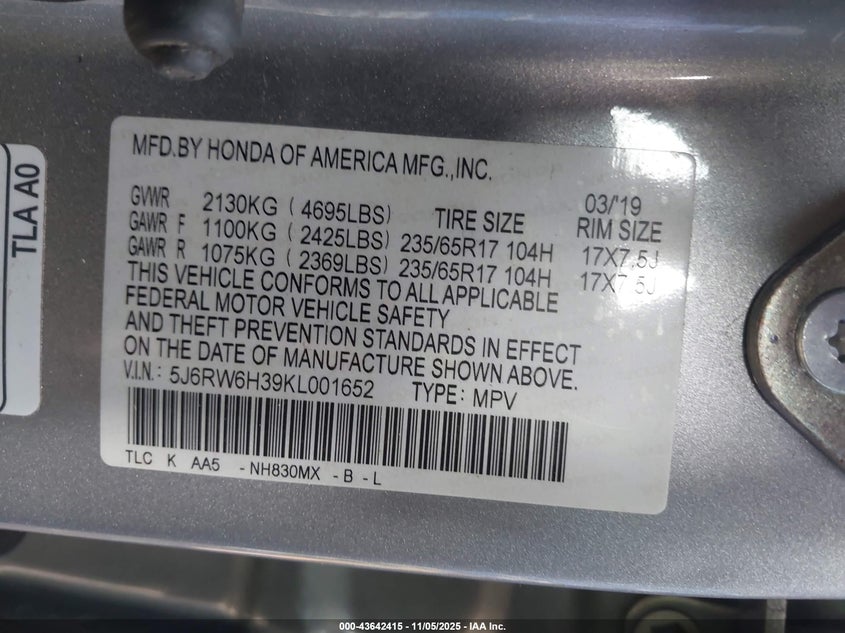 TLA A0
MFD.BY HONDA OF AMERICA MFG.,INC.
03/'19
GVWR 2130KG ( 4695LBS) TIRE SIZE RIM SIZE
GAWR F 1100KG ( 2425LBS) 235/65R17 104H 17X7.5J
GAWR R 1075KG ( 2369LBS) 235/65R17 104H 17X7.5J
THIS VEHICLE CONFORMS TO ALL APPLICABLE
FEDERAL MOTOR VEHICLE SAFETY
AND THEFT PREVENTION STANDARDS IN EFFECT
ON THE DATE OF MANUFACTURE SHOWN ABOVE.
V.I.N.: 5J6RW6H39KL001652 TYPE: MPV
TLC K AA5 -NH830MX -B -L
000-43642415 - 11/05/2025 - IAA Inc.